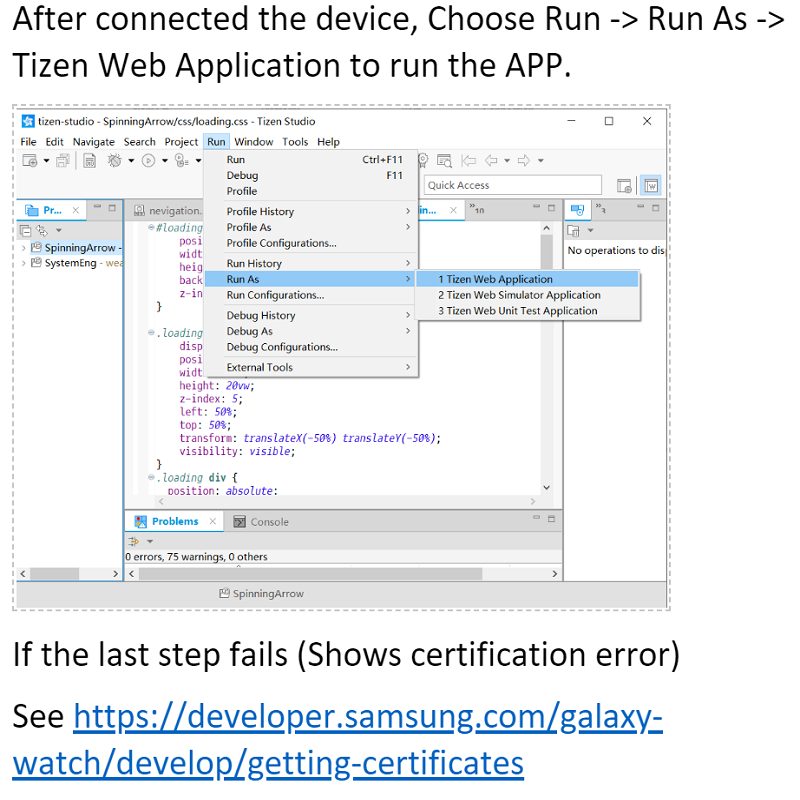 After connected the device, Choose Run -> Run As ->
Tizen Web Application to run the APP.
tizen-studio - SpinningArrow/css/loading.css - Tizen Studio
File Edit Navigate Search Project Run Window Tools Help
Quick Access
Run Ctrl+F11
Debug F11
Profile
Profile History
Profile As
Profile Configurations...
Run History
Run As
Run Configurations...
Debug History
Debug As
Debug Configurations...
External Tools
1 Tizen Web Application
2 Tizen Web Simulator Application
3 Tizen Web Unit Test Application
Pr...
SpinningArrow -
SystemEng - wea
nevigation.
in...
"10
"3
No operations to dis
#loading
posi
widt
heig
back
z-in
}
.loading
disp
posi
widt
height: 20vw;
z-index: 5;
left: 50%;
top: 50%;
transform: translateX(-50%) translateY(-50%);
visibility: visible;
}
.loading div {
position: absolute;
Problems Console
0 errors, 75 warnings, 0 others
SpinningArrow
If the last step fails (Shows certification error)
See https://developer.samsung.com/galaxy-
watch/develop/getting-certificates